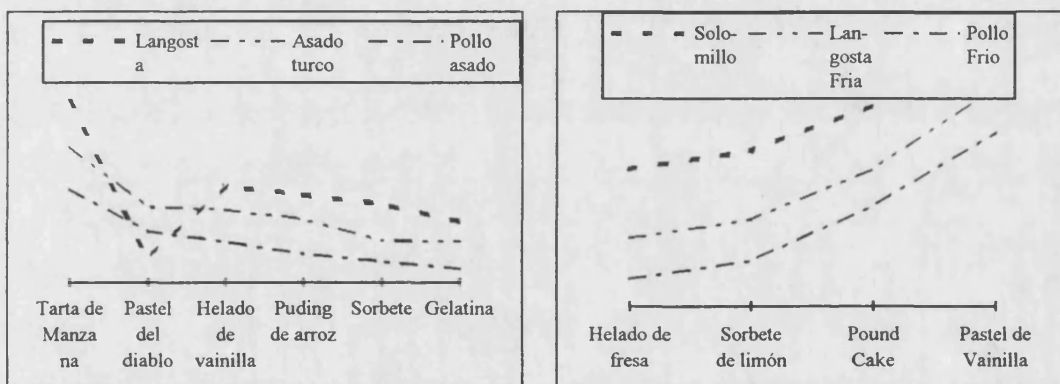 Langost Asado Pollo
a turco asado
Tarta de Pastel Helado Puding Sorbete Gelatina
Manza del de de arroz
na diablo vainilla
Solo- Lan- Pollo
millo gosta Frio
Fria
Helado de Sorbete Pound Pastel de
fresa de limón Cake Vainilla